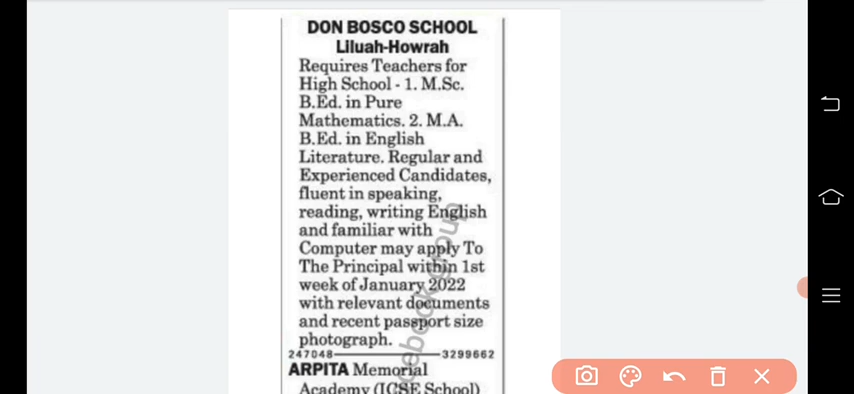 DON BOSCO SCHOOL
Liluah-Howrah
Requires Teachers for
High School - 1. M.Sc.
B.Ed. in Pure
Mathematics. 2. M.A.
B.Ed. in English
Literature. Regular and
Experienced Candidates,
fluent in speaking,
reading, writing English
and familiar with
Computer may apply To
The Principal within 1st
week of January 2022
with relevant documents
and recent passport size
photograph.
247048 3299662
ARPITA Memorial
Academy (ICSE School)
cebook group